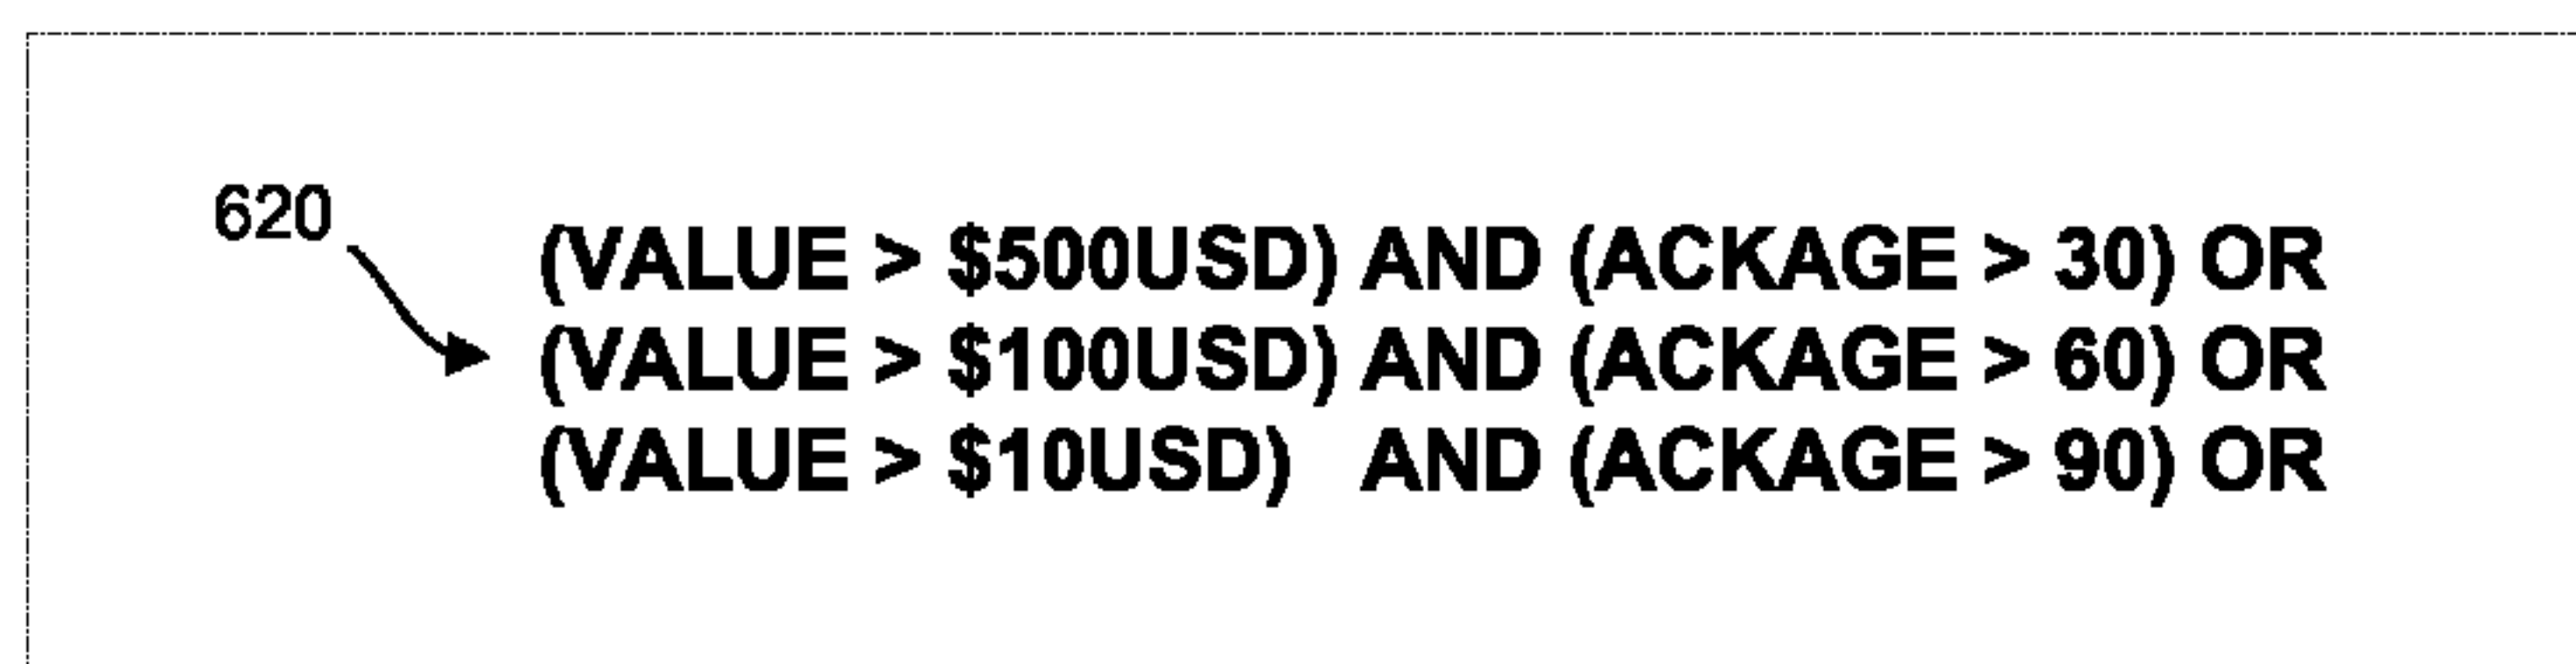 620
(VALUE > $500USD) AND (ACKAGE > 30) OR
(VALUE > $100USD) AND (ACKAGE > 60) OR
(VALUE > $10USD) AND (ACKAGE > 90) OR